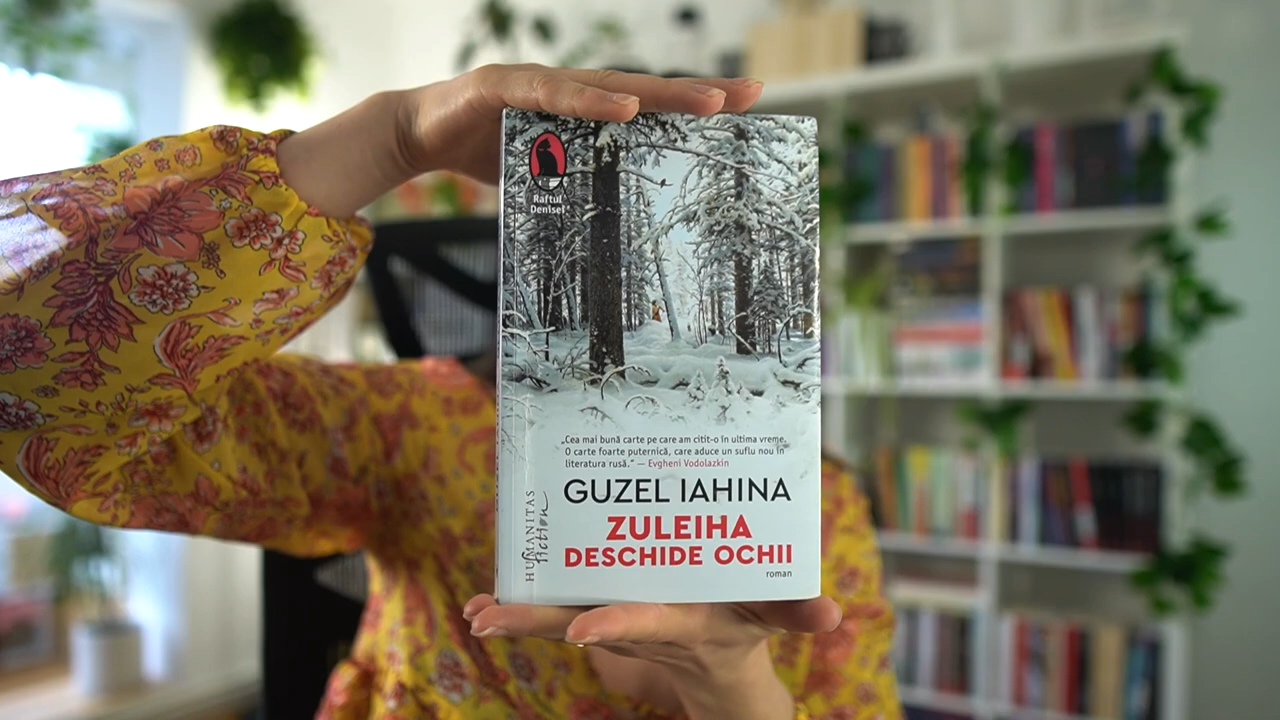 Raftul
Denisei
„Cea mai bună carte pe care am citit-o în ultima vreme.
O carte foarte puternică, care aduce un suflu nou în
literatura rusă.” — Evgheni Vodolazkin
GUZEL IAHINA
ZULEIHA
DESCHIDE OCHII
roman
HUMANITAS
fiction